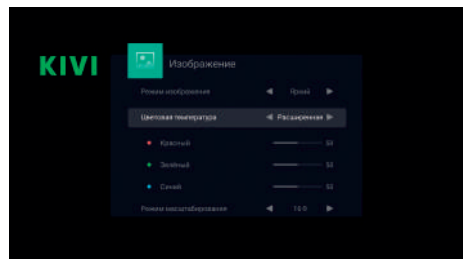 KIVI
Изображение
Режим изображения Яркий
Цветовая температура Расширенная
Красный 50
Зелёный 50
Синий 50
Режим масштабирования 16:9